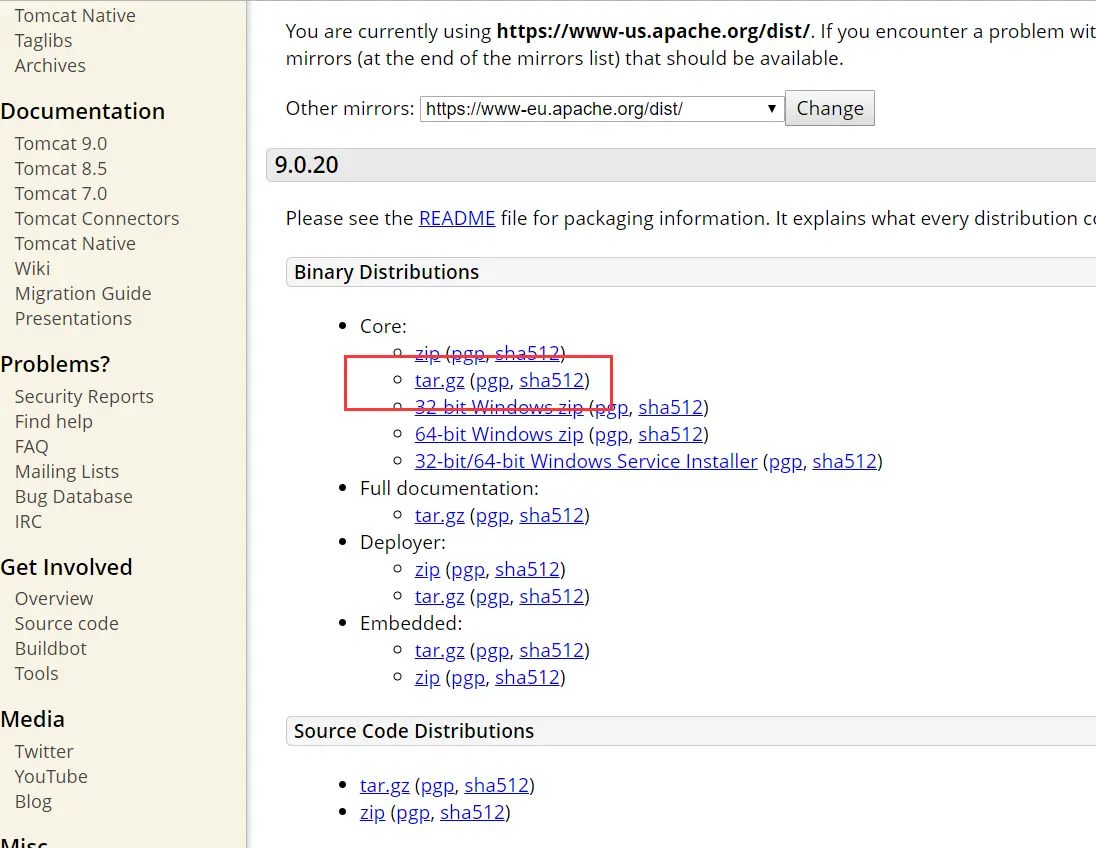 Tomcat Native
Taglibs
Archives
Documentation
Tomcat 9.0
Tomcat 8.5
Tomcat 7.0
Tomcat Connectors
Tomcat Native
Wiki
Migration Guide
Presentations
Problems?
Security Reports
Find help
FAQ
Mailing Lists
Bug Database
IRC
Get Involved
Overview
Source code
Buildbot
Tools
Media
Twitter
YouTube
Blog
Misc
You are currently using https://www-us.apache.org/dist/. If you encounter a problem wit
mirrors (at the end of the mirrors list) that should be available.
Other mirrors: https://www-eu.apache.org/dist/ Change
9.0.20
Please see the README file for packaging information. It explains what every distribution co
Binary Distributions
Core:
zip (pgp, sha512)
tar.gz (pgp, sha512)
32-bit Windows zip (pgp, sha512)
64-bit Windows zip (pgp, sha512)
32-bit/64-bit Windows Service Installer (pgp, sha512)
Full documentation:
tar.gz (pgp, sha512)
Deployer:
zip (pgp, sha512)
tar.gz (pgp, sha512)
Embedded:
tar.gz (pgp, sha512)
zip (pgp, sha512)
Source Code Distributions
tar.gz (pgp, sha512)
zip (pgp, sha512)